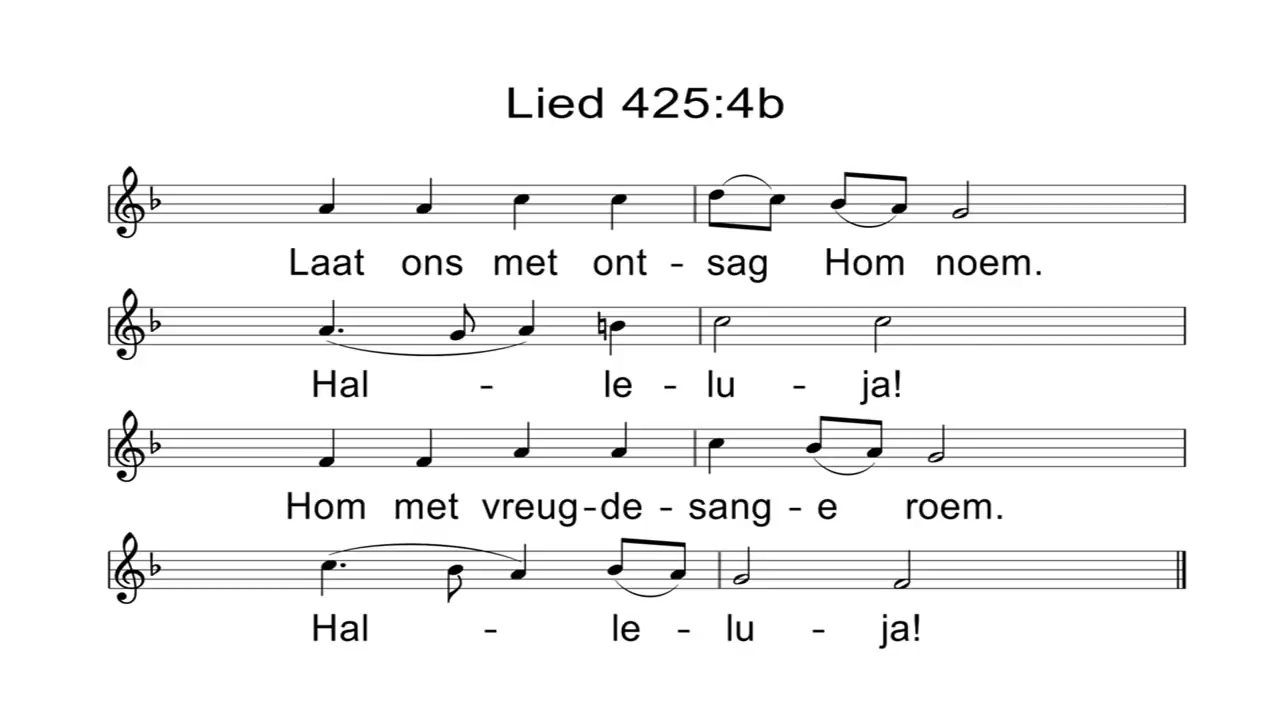 Lied 425:4b
Laat ons met ont - sag Hom noem.
Hal - le - lu - ja!
Hom met vreug-de - sang - e roem.
Hal - le - lu - ja!